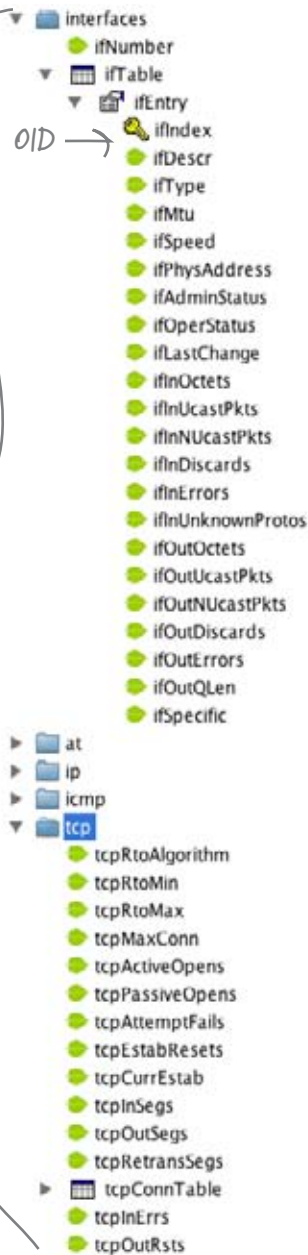 interfaces
ifNumber
ifTable
ifEntry
ifIndex
OID
ifDescr
ifType
ifMtu
ifSpeed
ifPhysAddress
ifAdminStatus
ifOperStatus
ifLastChange
ifInOctets
ifInUcastPkts
ifInNUcastPkts
ifInDiscards
ifInErrors
ifInUnknownProtos
ifOutOctets
ifOutUcastPkts
ifOutNUcastPkts
ifOutDiscards
ifOutErrors
ifOutQLen
ifSpecific
at
ip
icmp
tcp
tcpRtoAlgorithm
tcpRtoMin
tcpRtoMax
tcpMaxConn
tcpActiveOpens
tcpPassiveOpens
tcpAttemptFails
tcpEstabResets
tcpCurrEstab
tcpInSegs
tcpOutSegs
tcpRetransSegs
tcpConnTable
tcpInErrs
tcpOutRsts